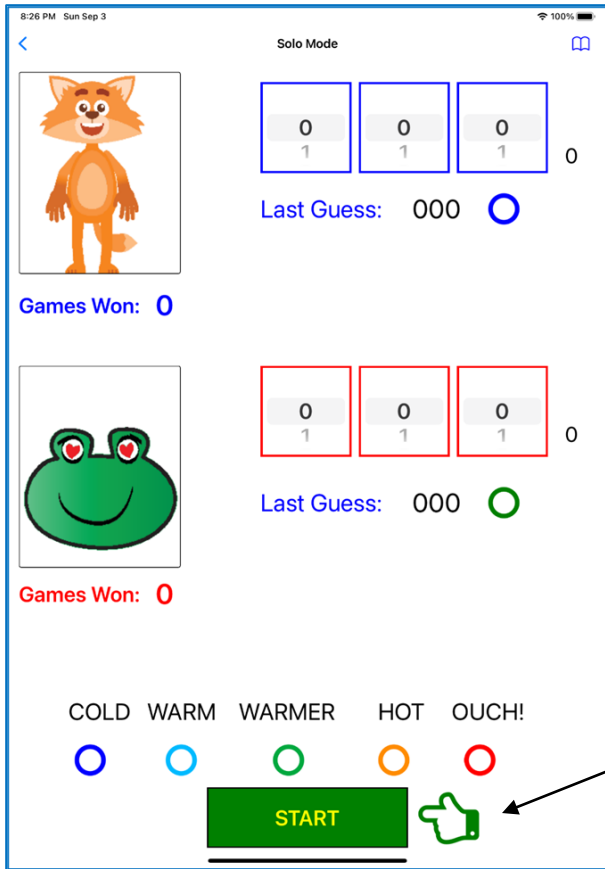 8:26 PM Sun Sep 3 100%
Solo Mode
0 0 0
1 1 1 0
Last Guess: 000
Games Won: 0
0 0 0
1 1 1 0
Last Guess: 000
Games Won: 0
COLD WARM WARMER HOT OUCH!
START